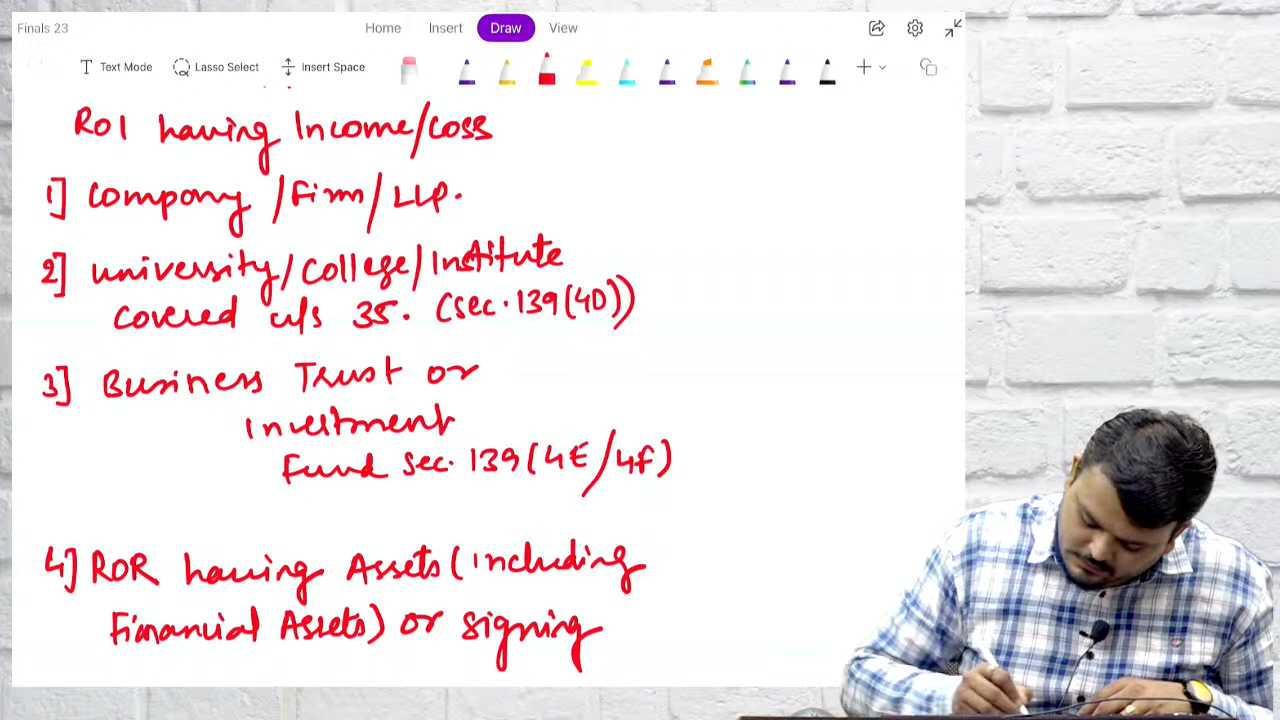 Finals 23
Home Insert Draw View
Text Mode Lasso Select Insert Space
ROI having Income/Loss
1] Company /Firm/LLP.
2] University/College/Institute
covered u/s 35. (Sec. 139(4D))
3] Business Trust or
Investment
Fund Sec. 139(4E/4F)
4] ROR having Assets (including
Financial Assets) or signing